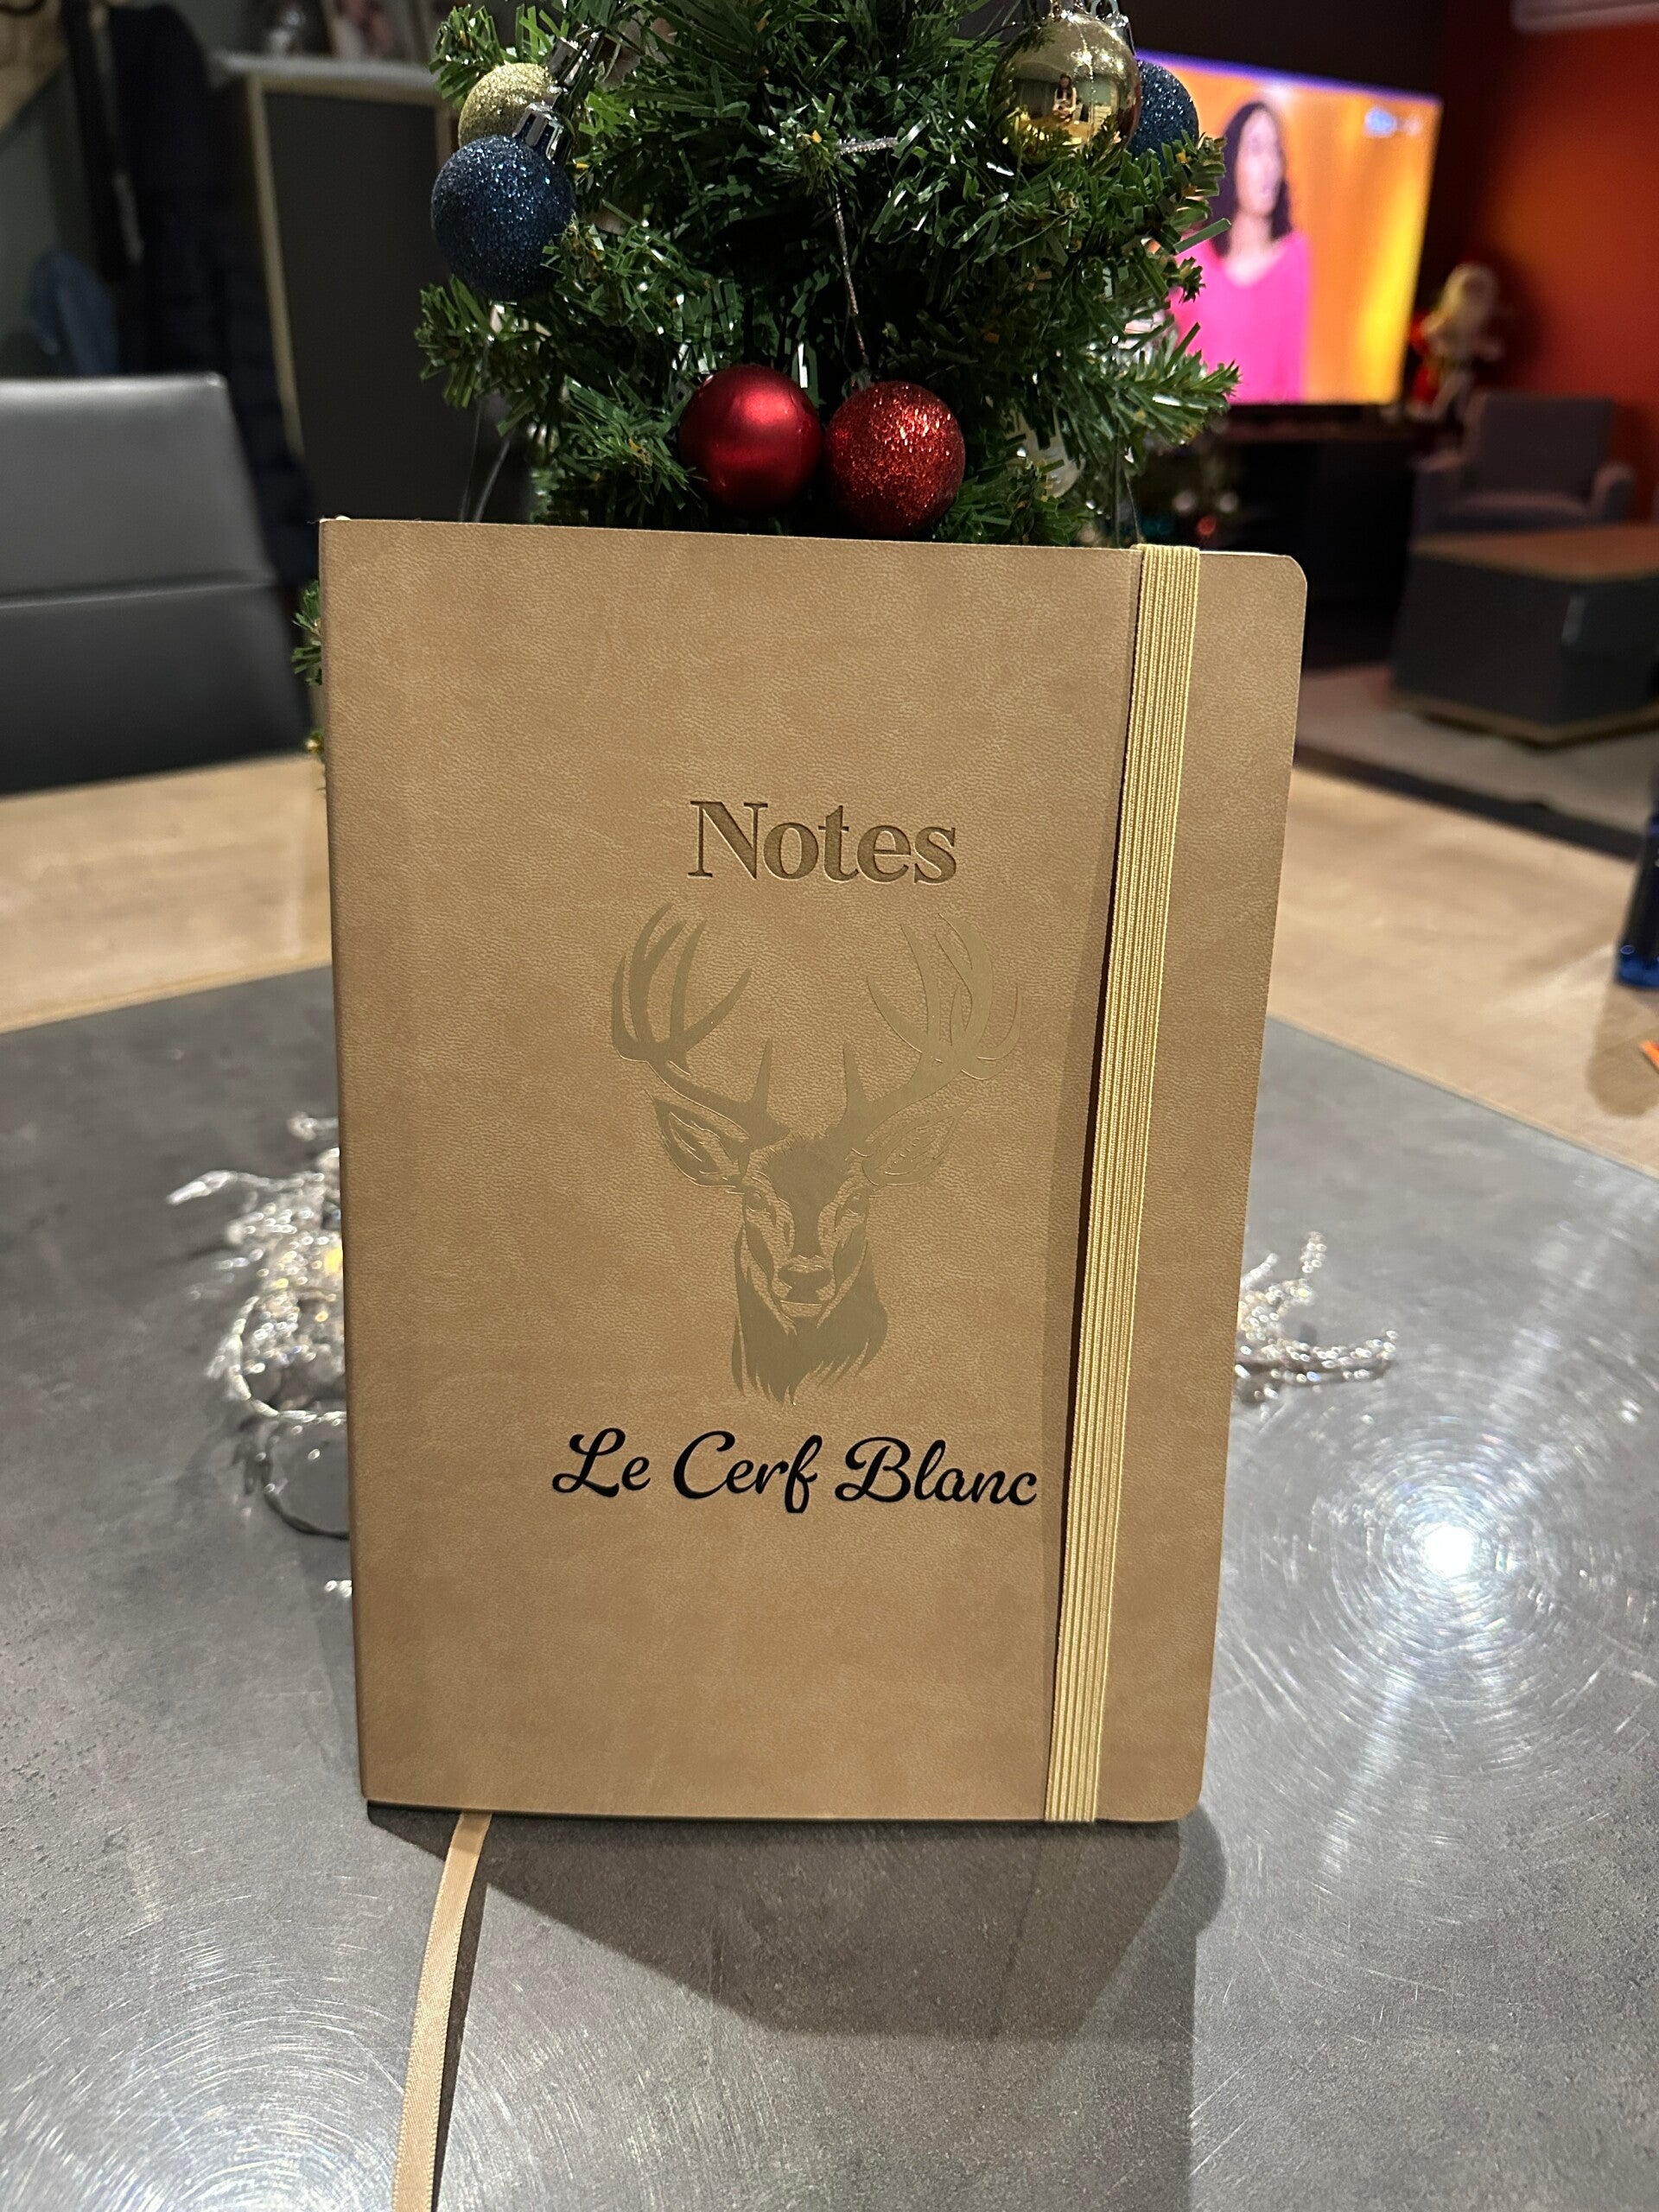 Notes
Le Cerf Blanc